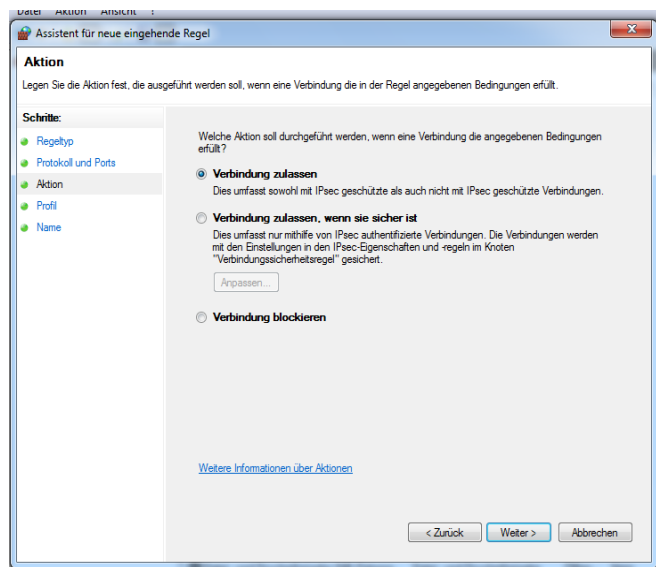 Datei Aktion Ansicht ?
Assistent für neue eingehende Regel
Aktion
Legen Sie die Aktion fest, die ausgeführt werden soll, wenn eine Verbindung die in der Regel angegebenen Bedingungen erfüllt.
Schritte:
Regeltyp
Protokoll und Ports
Aktion
Profil
Name
Welche Aktion soll durchgeführt werden, wenn eine Verbindung die angegebenen Bedingungen
erfüllt?
Verbindung zulassen
Dies umfasst sowohl mit IPsec geschützte als auch nicht mit IPsec geschützte Verbindungen.
Verbindung zulassen, wenn sie sicher ist
Dies umfasst nur mithilfe von IPsec authentifizierte Verbindungen. Die Verbindungen werden
mit den Einstellungen in den IPsec-Eigenschaften und -regeln im Knoten
"Verbindungssicherheitsregel" gesichert.
Anpassen...
Verbindung blockieren
Weitere Informationen über Aktionen
< Zurück Weiter > Abbrechen